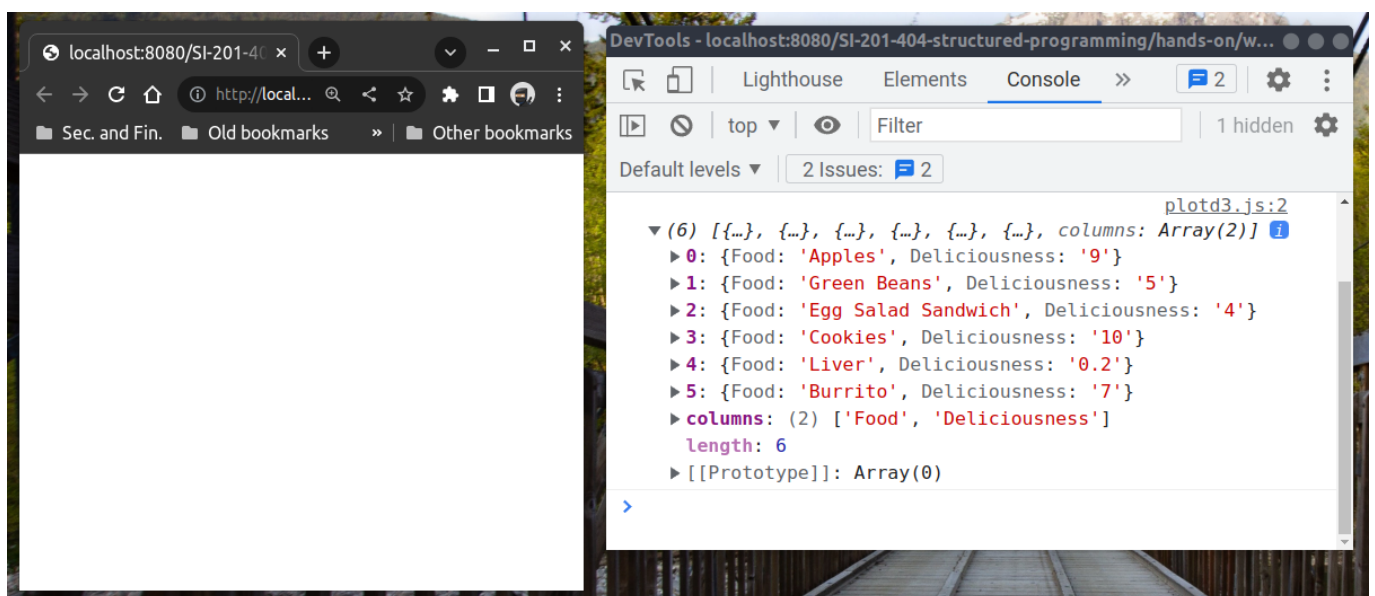 localhost:8080/SI-201-40
http://local...
Sec. and Fin.
Old bookmarks
»
Other bookmarks
DevTools - localhost:8080/SI-201-404-structured-programming/hands-on/w...
Lighthouse
Elements
Console
»
2
top ▼
Filter
1 hidden
Default levels ▼
2 Issues: 2
plotd3.js:2
▼(6) [{…}, {…}, {…}, {…}, {…}, {…}, columns: Array(2)] i
▶0: {Food: 'Apples', Deliciousness: '9'}
▶1: {Food: 'Green Beans', Deliciousness: '5'}
▶2: {Food: 'Egg Salad Sandwich', Deliciousness: '4'}
▶3: {Food: 'Cookies', Deliciousness: '10'}
▶4: {Food: 'Liver', Deliciousness: '0.2'}
▶5: {Food: 'Burrito', Deliciousness: '7'}
▶columns: (2) ['Food', 'Deliciousness']
length: 6
▶[[Prototype]]: Array(0)